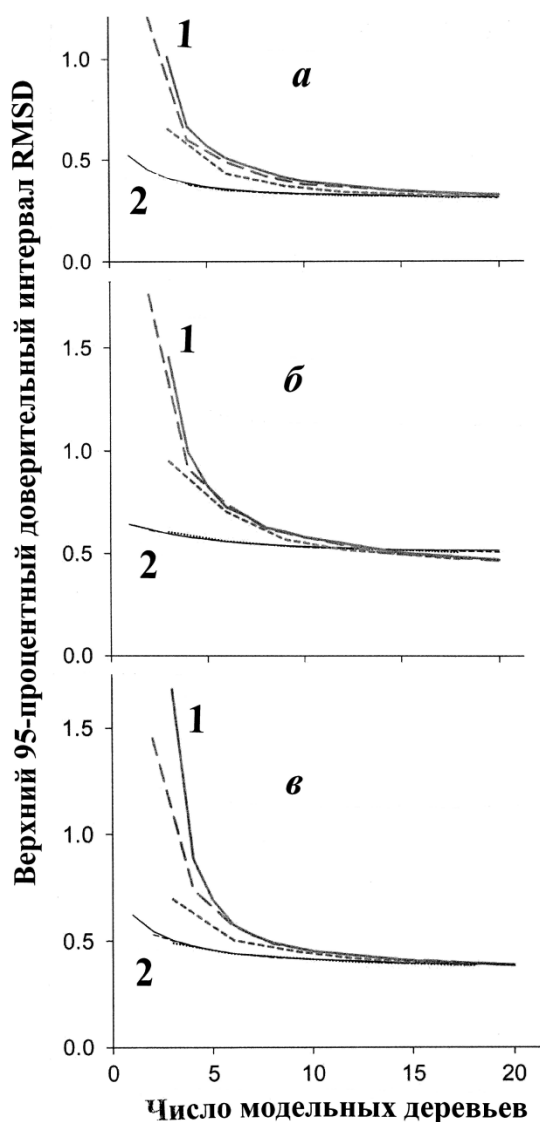 Верхний 95-процентный доверительный интервал RMSD
1
а
1.0
0.5
2
0.0
1
б
1.5
1.0
0.5
2
0.0
1
в
1.5
1.0
0.5
2
0.0
0 5 10 15 20
Число модельных деревьев